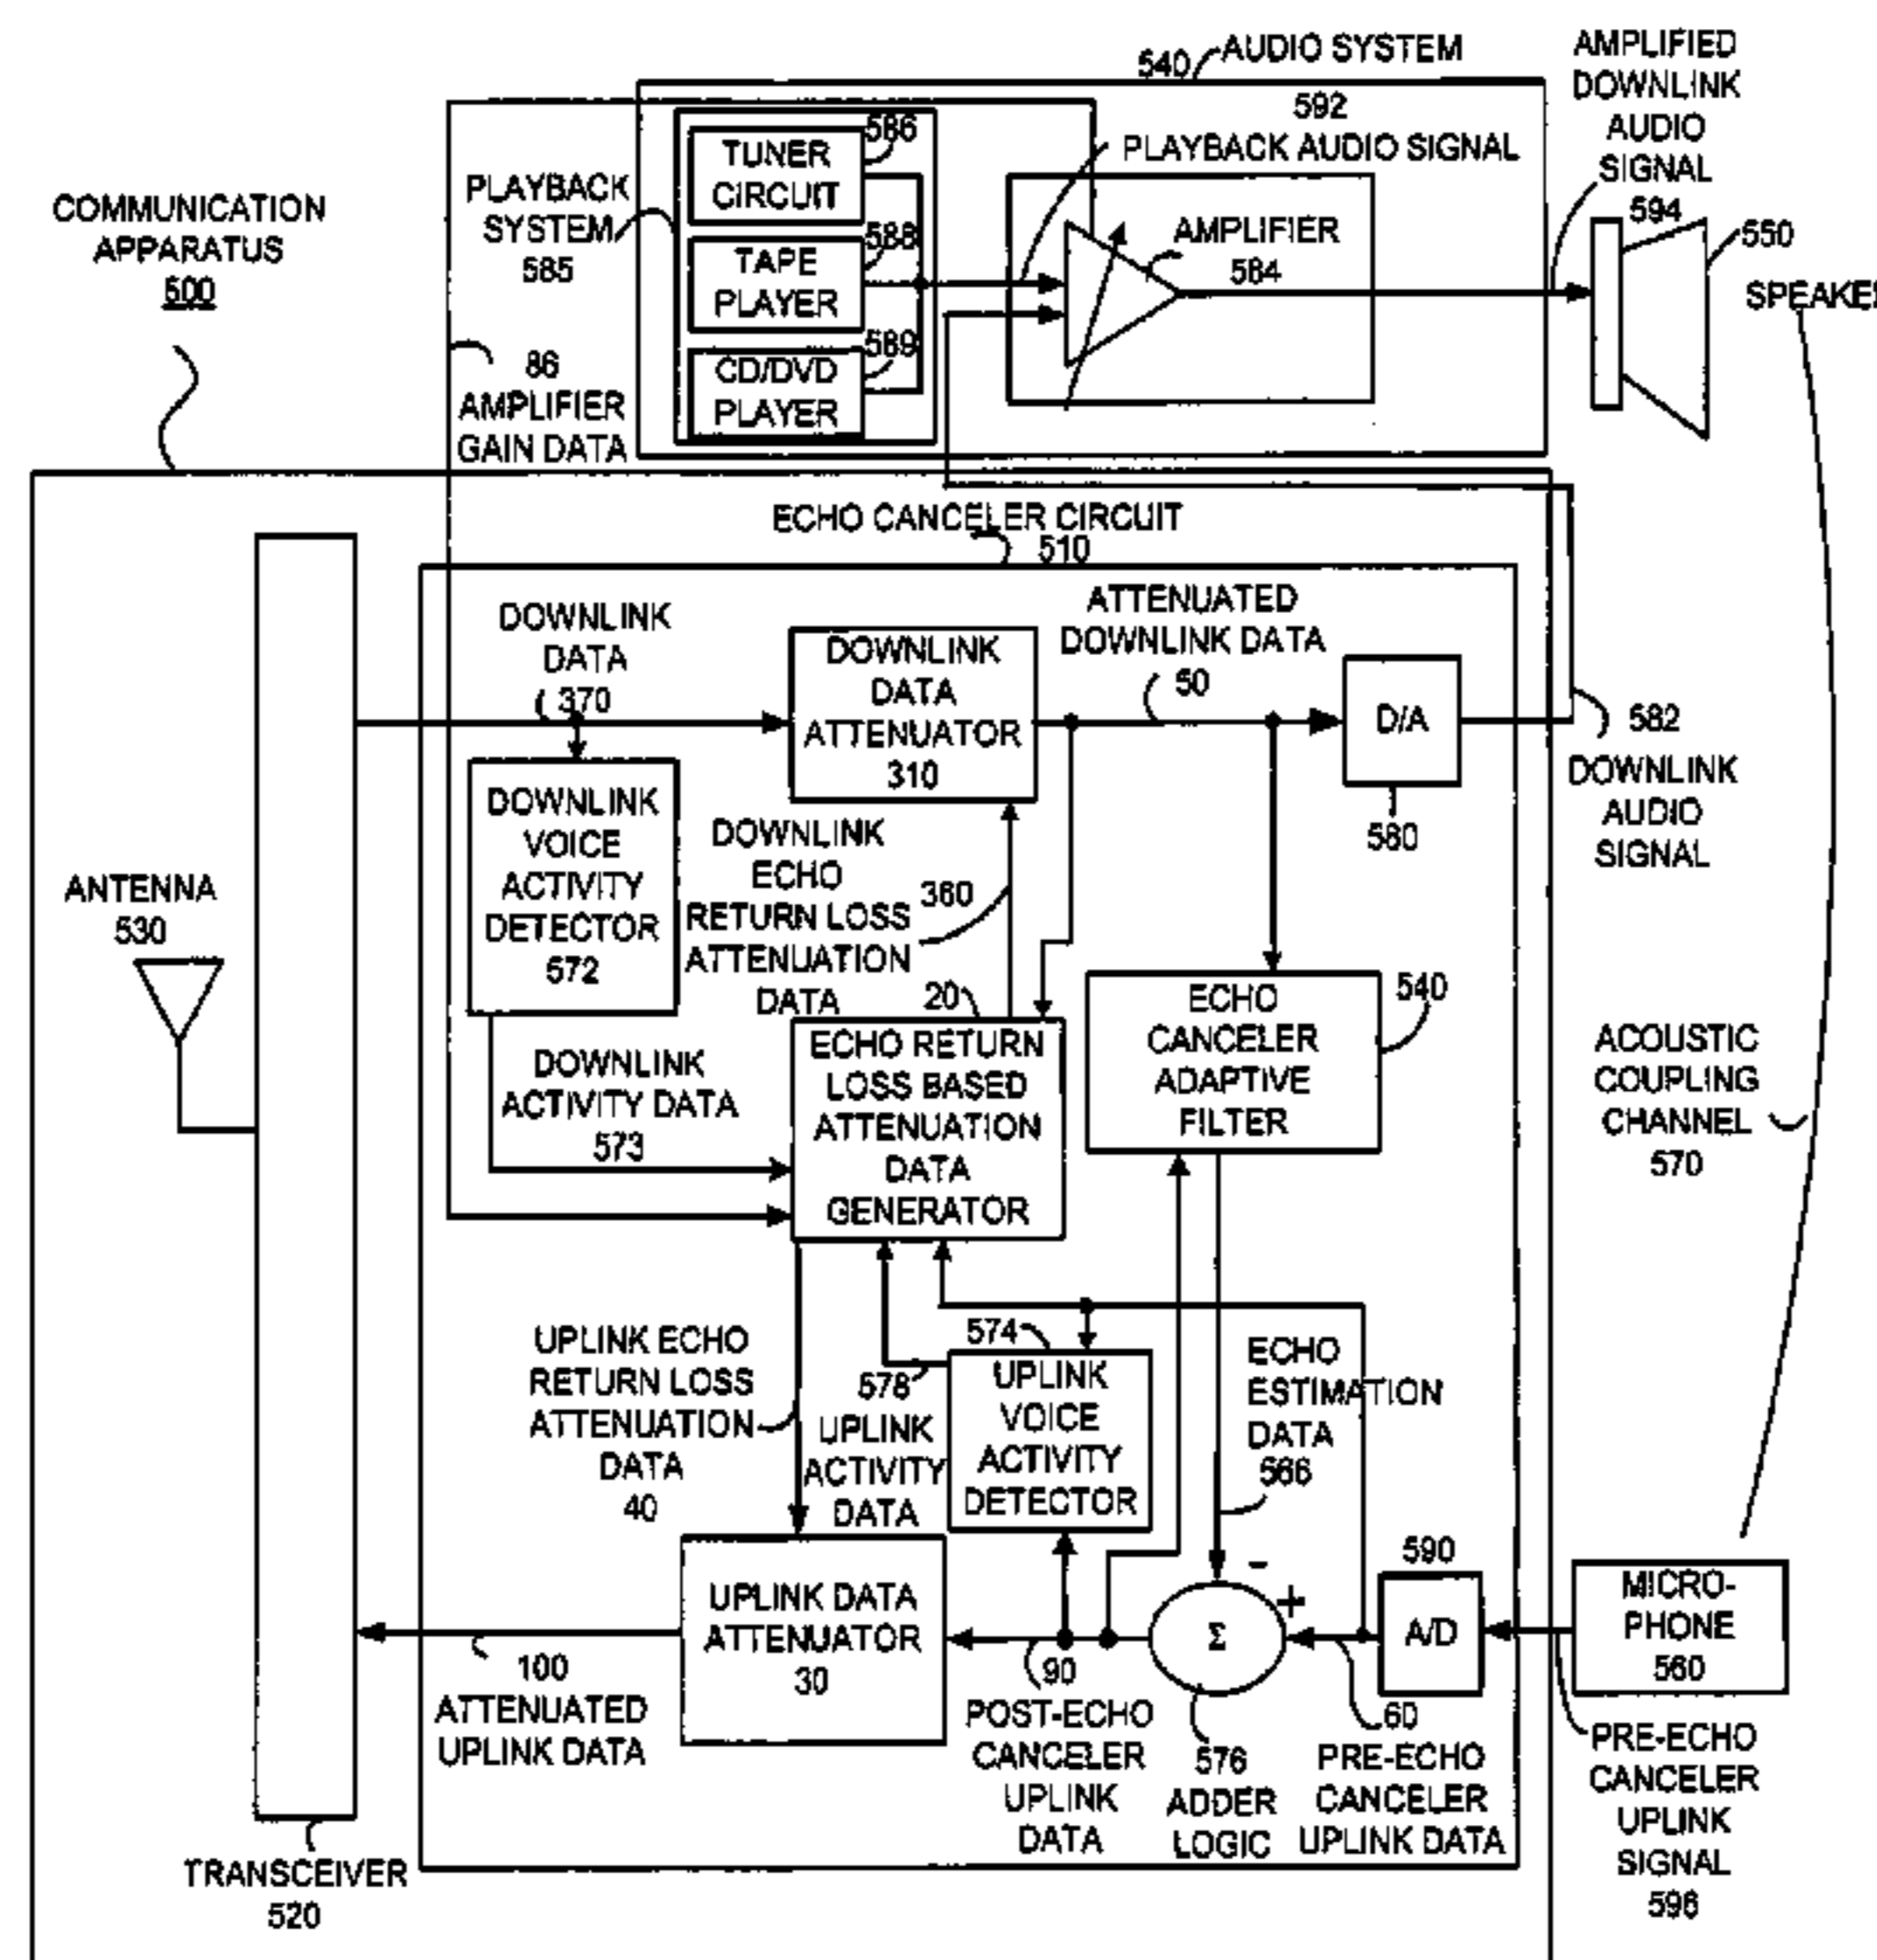 540
AUDIO SYSTEM
AMPLIFIED
DOWNLINK
AUDIO
SIGNAL
594
592
PLAYBACK AUDIO SIGNAL
586
TUNER
CIRCUIT
PLAYBACK
SYSTEM
585
588
TAPE
PLAYER
589
CD/DVD
PLAYER
AMPLIFIER
584
550
SPEAKE
COMMUNICATION
APPARATUS
500
86
AMPLIFIER
GAIN DATA
ECHO CANCELER CIRCUIT
510
DOWNLINK
DATA
370
DOWNLINK
DATA
ATTENUATOR
310
ATTENUATED
DOWNLINK DATA
50
D/A
580
582
DOWNLINK
AUDIO
SIGNAL
DOWNLINK
VOICE
ACTIVITY
DETECTOR
572
DOWNLINK
ECHO
RETURN LOSS
ATTENUATION
DATA
360
ANTENNA
530
20
ECHO RETURN
LOSS BASED
ATTENUATION
DATA
GENERATOR
ECHO
CANCELER
ADAPTIVE
FILTER
540
DOWNLINK
ACTIVITY DATA
573
ACOUSTIC
COUPLING
CHANNEL
570
UPLINK ECHO
RETURN LOSS
ATTENUATION
DATA
40
578
UPLINK
ACTIVITY
DATA
574
UPLINK
VOICE
ACTIVITY
DETECTOR
ECHO
ESTIMATION
DATA
566
-
+
Σ
590
A/D
MICRO-
PHONE
560
UPLINK DATA
ATTENUATOR
30
100
ATTENUATED
UPLINK DATA
90
POST-ECHO
CANCELER
UPLINK
DATA
576
ADDER
LOGIC
60
PRE-ECHO
CANCELER
UPLINK DATA
PRE-ECHO
CANCELER
UPLINK
SIGNAL
596
TRANSCEIVER
520